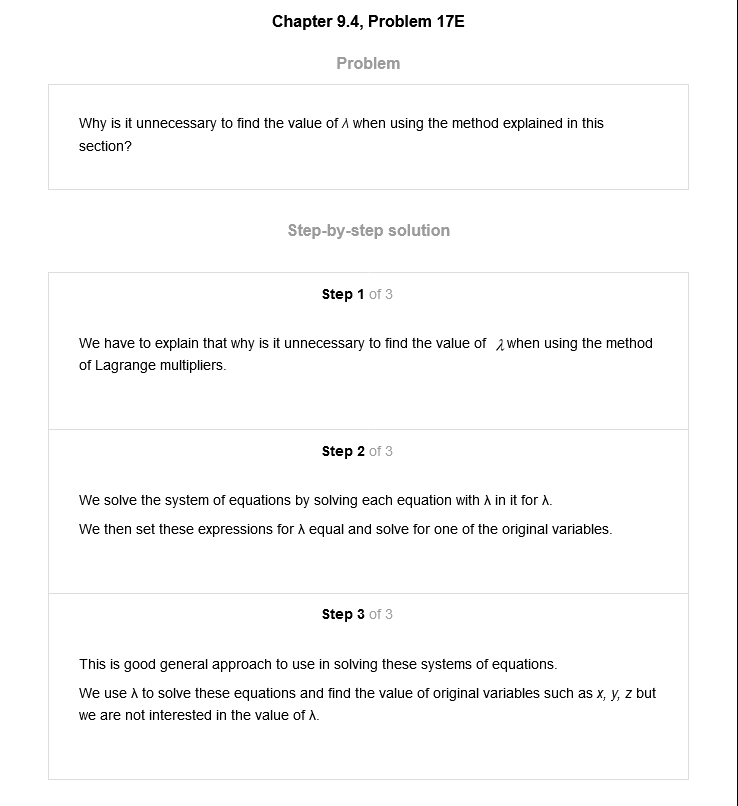 Chapter 9.4, Problem 17E
Problem
Why is it unnecessary to find the value of λ when using the method explained in this
section?
Step-by-step solution
Step 1 of 3
We have to explain that why is it unnecessary to find the value of λ when using the method
of Lagrange multipliers.
Step 2 of 3
We solve the system of equations by solving each equation with λ in it for λ.
We then set these expressions for λ equal and solve for one of the original variables.
Step 3 of 3
This is good general approach to use in solving these systems of equations.
We use λ to solve these equations and find the value of original variables such as x, y, z but
we are not interested in the value of λ.